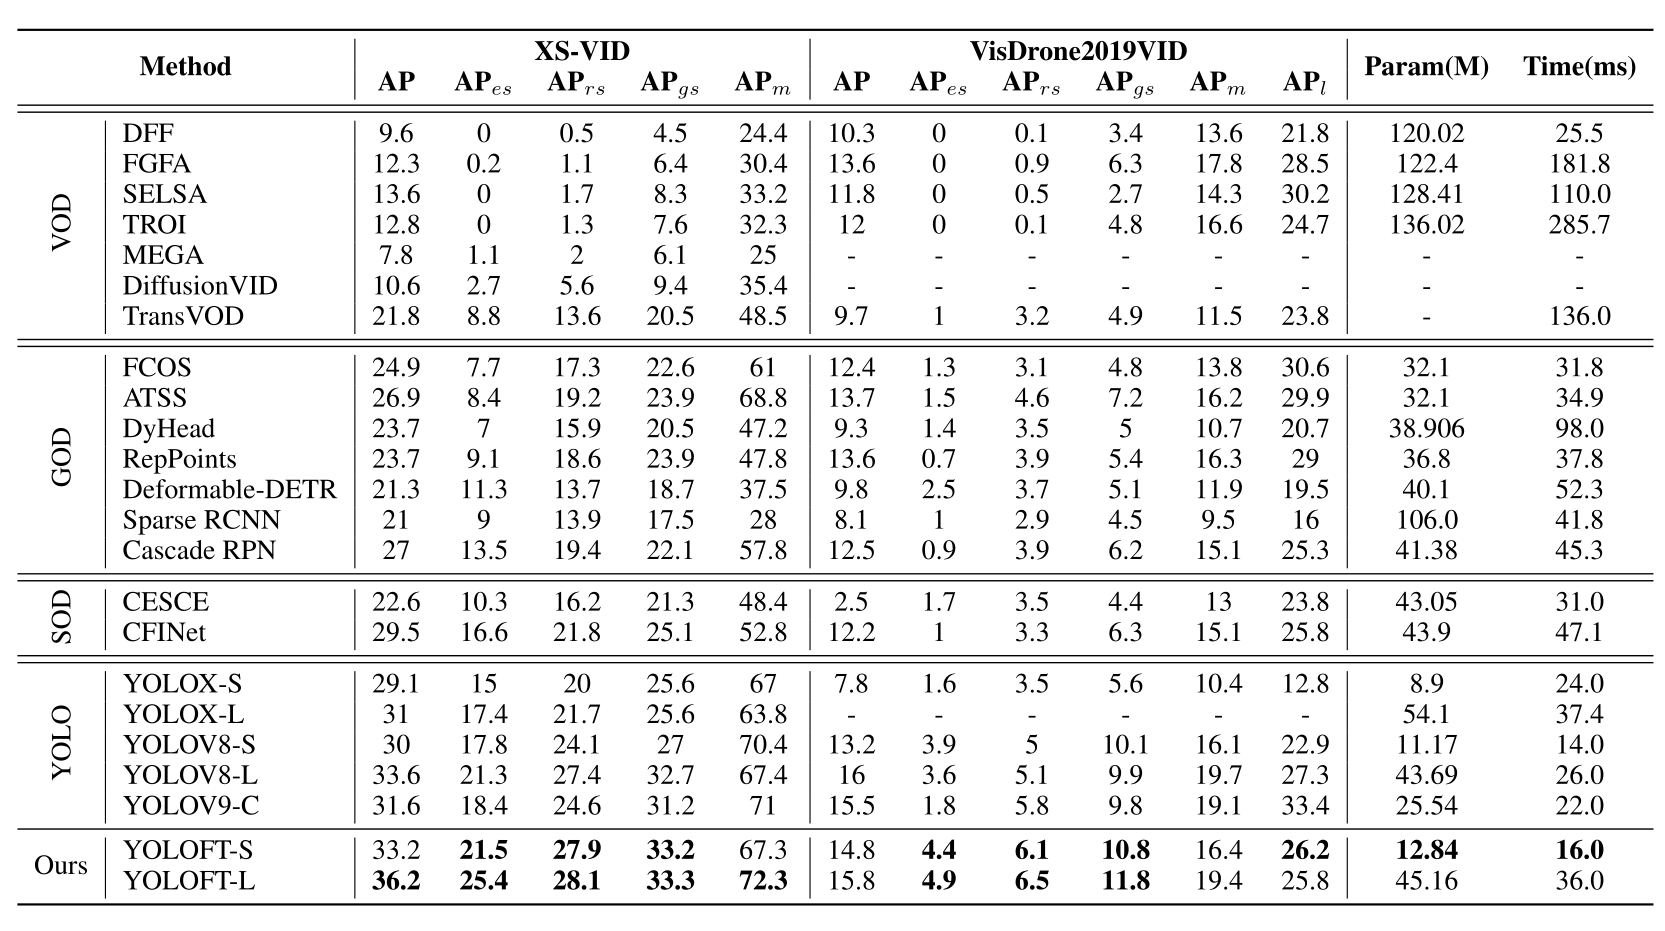 Method XS-VID VisDrone2019VID Param(M) Time(ms)
AP APes APrs APgs APm AP APes APrs APgs APm APl
VOD
DFF 9.6 0 0.5 4.5 24.4 10.3 0 0.1 3.4 13.6 21.8 120.02 25.5
FGFA 12.3 0.2 1.1 6.4 30.4 13.6 0 0.9 6.3 17.8 28.5 122.4 181.8
SELSA 13.6 0 1.7 8.3 33.2 11.8 0 0.5 2.7 14.3 30.2 128.41 110.0
TROI 12.8 0 1.3 7.6 32.3 12 0 0.1 4.8 16.6 24.7 136.02 285.7
MEGA 7.8 1.1 2 6.1 25 - - - - - - - -
DiffusionVID 10.6 2.7 5.6 9.4 35.4 - - - - - - - -
TransVOD 21.8 8.8 13.6 20.5 48.5 9.7 1 3.2 4.9 11.5 23.8 - 136.0
GOD
FCOS 24.9 7.7 17.3 22.6 61 12.4 1.3 3.1 4.8 13.8 30.6 32.1 31.8
ATSS 26.9 8.4 19.2 23.9 68.8 13.7 1.5 4.6 7.2 16.2 29.9 32.1 34.9
DyHead 23.7 7 15.9 20.5 47.2 9.3 1.4 3.5 5 10.7 20.7 38.906 98.0
RepPoints 23.7 9.1 18.6 23.9 47.8 13.6 0.7 3.9 5.4 16.3 29 36.8 37.8
Deformable-DETR 21.3 11.3 13.7 18.7 37.5 9.8 2.5 3.7 5.1 11.9 19.5 40.1 52.3
Sparse RCNN 21 9 13.9 17.5 28 8.1 1 2.9 4.5 9.5 16 106.0 41.8
Cascade RPN 27 13.5 19.4 22.1 57.8 12.5 0.9 3.9 6.2 15.1 25.3 41.38 45.3
SOD
CESCE 22.6 10.3 16.2 21.3 48.4 2.5 1.7 3.5 4.4 13 23.8 43.05 31.0
CFINet 29.5 16.6 21.8 25.1 52.8 12.2 1 3.3 6.3 15.1 25.8 43.9 47.1
YOLO
YOLOX-S 29.1 15 20 25.6 67 7.8 1.6 3.5 5.6 10.4 12.8 8.9 24.0
YOLOX-L 31 17.4 21.7 25.6 63.8 - - - - - - 54.1 37.4
YOLOV8-S 30 17.8 24.1 27 70.4 13.2 3.9 5 10.1 16.1 22.9 11.17 14.0
YOLOV8-L 33.6 21.3 27.4 32.7 67.4 16 3.6 5.1 9.9 19.7 27.3 43.69 26.0
YOLOV9-C 31.6 18.4 24.6 31.2 71 15.5 1.8 5.8 9.8 19.1 33.4 25.54 22.0
Ours
YOLOFT-S 33.2 21.5 27.9 33.2 67.3 14.8 4.4 6.1 10.8 16.4 26.2 12.84 16.0
YOLOFT-L 36.2 25.4 28.1 33.3 72.3 15.8 4.9 6.5 11.8 19.4 25.8 45.16 36.0